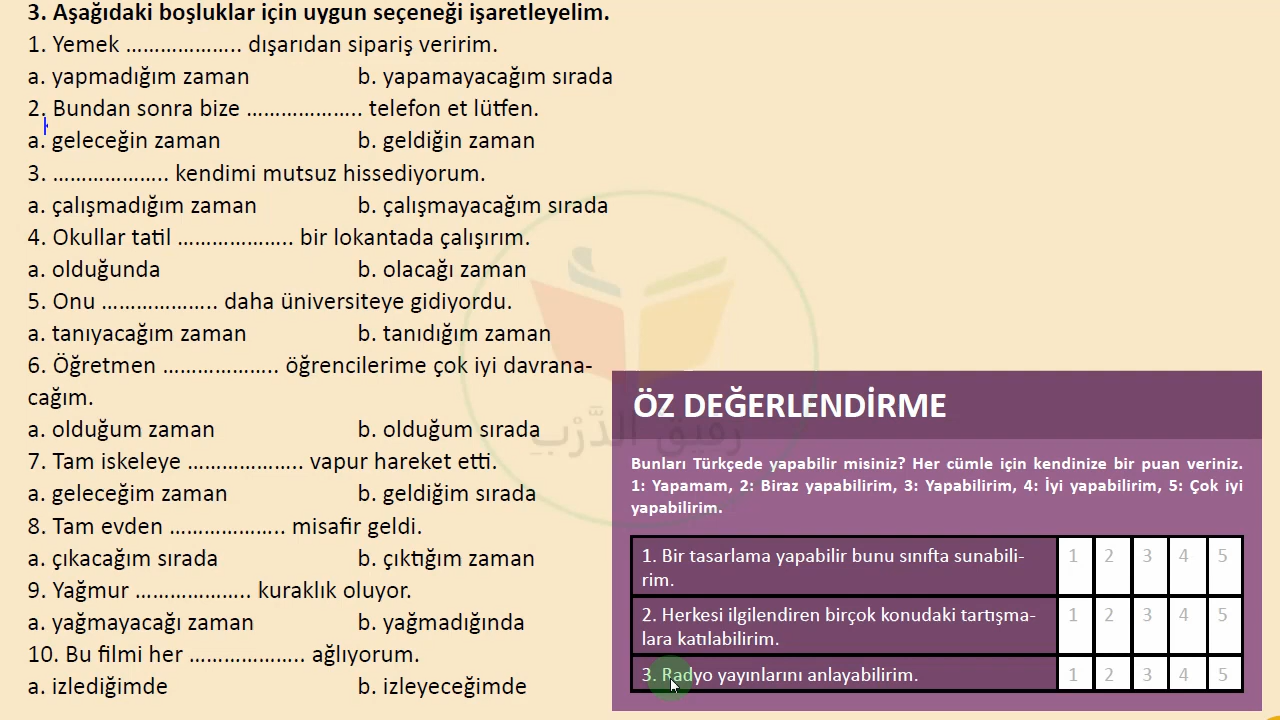 3. Aşağıdaki boşluklar için uygun seçeneği işaretleyelim.
1. Yemek ……………….. dışarıdan sipariş veririm.
a. yapmadığım zaman b. yapamayacağım sırada
2. Bundan sonra bize ……………….. telefon et lütfen.
a. geleceğin zaman b. geldiğin zaman
3. ……………….. kendimi mutsuz hissediyorum.
a. çalışmadığım zaman b. çalışmayacağım sırada
4. Okullar tatil ……………….. bir lokantada çalışırım.
a. olduğunda b. olacağı zaman
5. Onu ……………….. daha üniversiteye gidiyordu.
a. tanıyacağım zaman b. tanıdığım zaman
6. Öğretmen ……………….. öğrencilerime çok iyi davrana-
cağım.
a. olduğum zaman b. olduğum sırada
7. Tam iskeleye ……………….. vapur hareket etti.
a. geleceğim zaman b. geldiğim sırada
8. Tam evden ……………….. misafir geldi.
a. çıkacağım sırada b. çıktığım zaman
9. Yağmur ……………….. kuraklık oluyor.
a. yağmayacağı zaman b. yağmadığında
10. Bu filmi her ……………….. ağlıyorum.
a. izlediğimde b. izleyeceğimde
رفيق الدَّرْبِ
ÖZ DEĞERLENDİRME
Bunları Türkçede yapabilir misiniz? Her cümle için kendinize bir puan veriniz.
1: Yapamam, 2: Biraz yapabilirim, 3: Yapabilirim, 4: İyi yapabilirim, 5: Çok iyi
yapabilirim.
1. Bir tasarlama yapabilir bunu sınıfta sunabili- 1 2 3 4 5
rim.
2. Herkesi ilgilendiren birçok konudaki tartışma- 1 2 3 4 5
lara katılabilirim.
3. Radyo yayınlarını anlayabilirim. 1 2 3 4 5